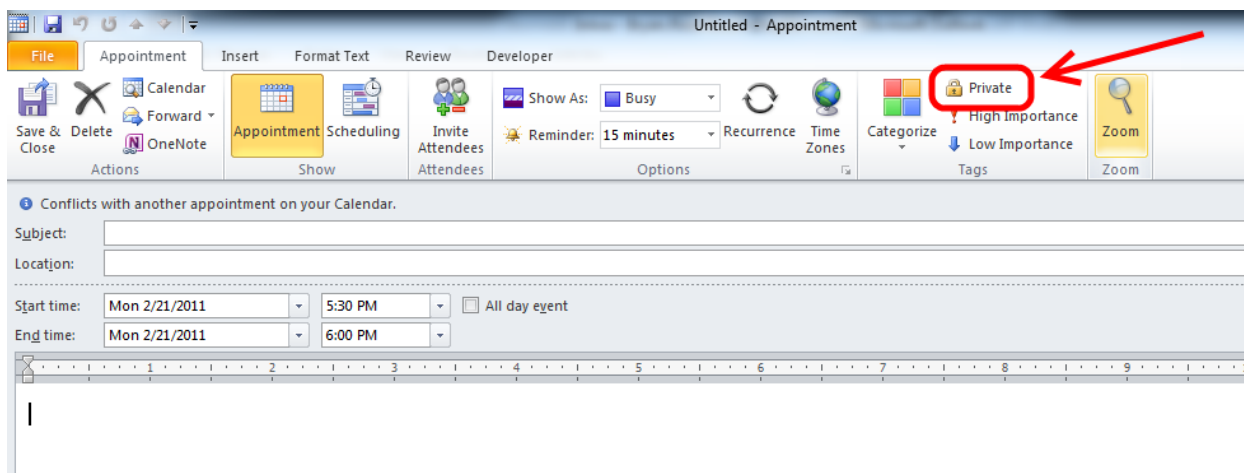 Untitled - Appointment
File Appointment Insert Format Text Review Developer
Save & Close
Delete
Calendar
Forward
OneNote
Actions
Appointment
Scheduling
Show
Invite Attendees
Attendees
Show As: Busy
Reminder: 15 minutes
Recurrence
Time Zones
Options
Categorize
Private
High Importance
Low Importance
Tags
Zoom
Zoom
Conflicts with another appointment on your Calendar.
Subject:
Location:
Start time: Mon 2/21/2011 5:30 PM All day event
End time: Mon 2/21/2011 6:00 PM
1 2 3 4 5 6 7 8 9